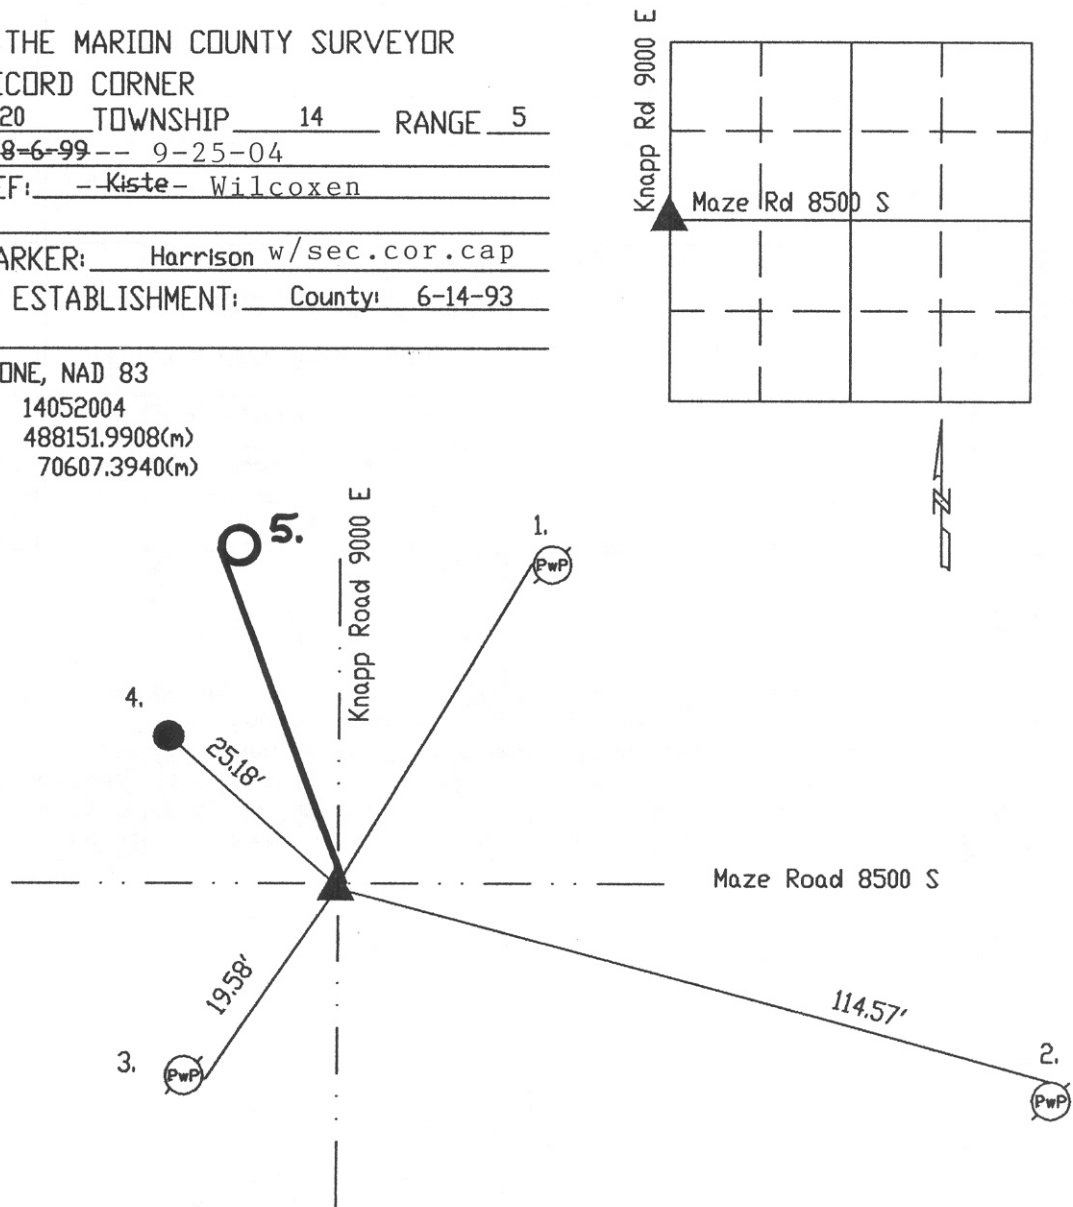 THE MARION COUNTY SURVEYOR
ECORD CORNER
20 TOWNSHIP 14 RANGE 5
8-6-99-- 9-25-04
EF: --Kiste- Wilcoxen
ARKER: Harrison w/sec.cor.cap
ESTABLISHMENT: County: 6-14-93
ONE, NAD 83
14052004
488151.9908(m)
70607.3940(m)
Knapp Rd 9000 E
Maze Rd 8500 S
N
5.
Knapp Road 9000 E
1.
PwP
4.
25.18'
Maze Road 8500 S
19.58'
114.57'
3.
PwP
2.
PwP